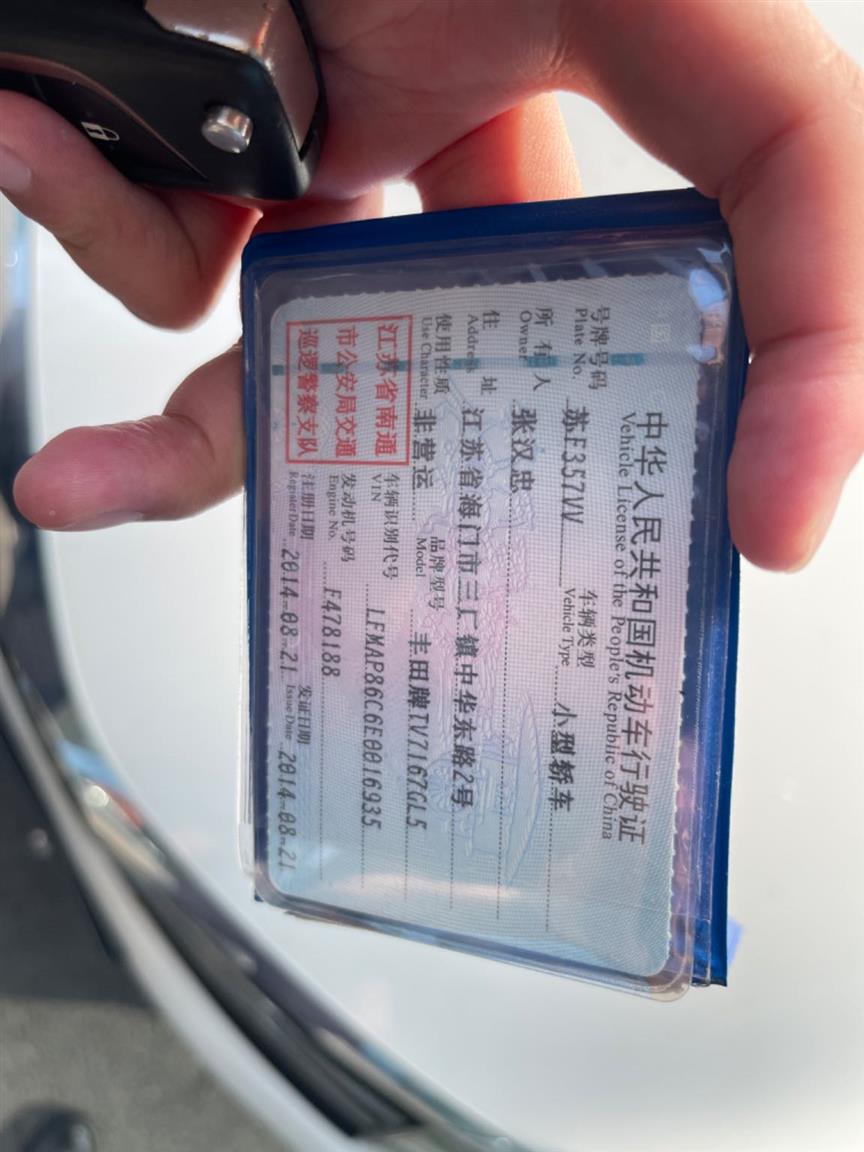 中华人民共和国机动车行驶证
Vehicle License of the People's Republic of China
号牌号码 苏F357VV 车辆类型 小型轿车
Plate No. Vehicle Type
所有人 张汉忠
Owner
住址 江苏省海门市三厂镇中华东路2号
Address
使用性质 非营运 品牌型号 丰田牌TV7167GL5
Use Character Model
江苏省南通
市公安局交通
巡逻警察支队
车辆识别代号 LFMAP86C6E0016935
VIN
发动机号码 F478188
Engine No.
注册日期 2014-08-21 发证日期 2014-08-21
Register Date Issue Date